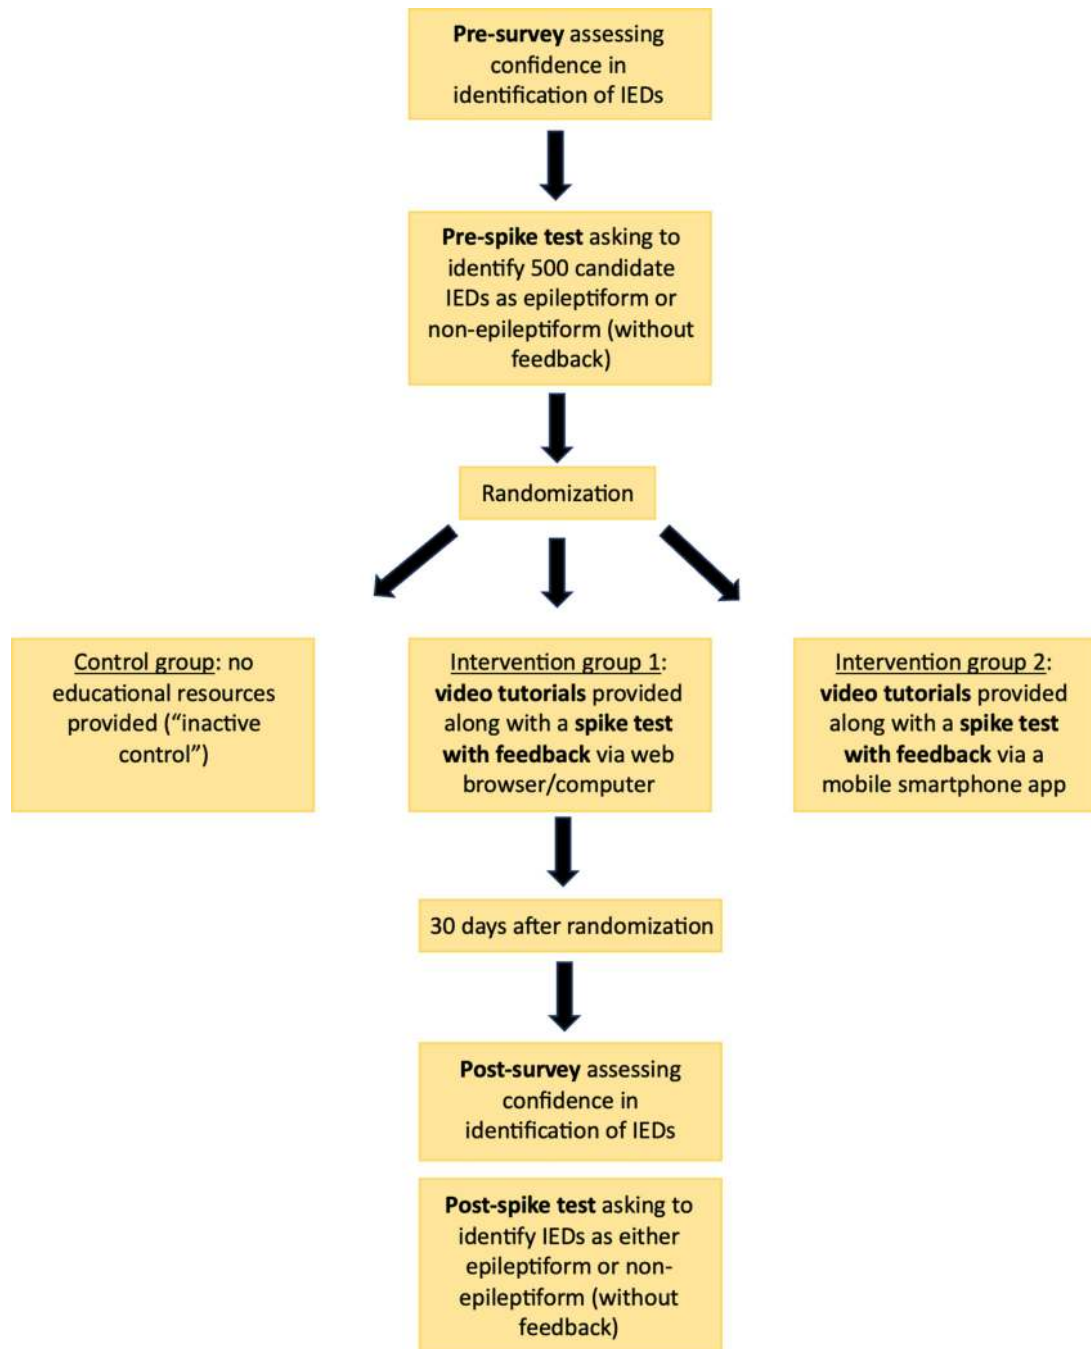 Pre-survey assessing
confidence in
identification of IEDs
Pre-spike test asking to
identify 500 candidate
IEDs as epileptiform or
non-epileptiform (without
feedback)
Randomization
Control group: no
educational resources
provided (“inactive
control”)
Intervention group 1:
video tutorials provided
along with a spike test
with feedback via web
browser/computer
Intervention group 2:
video tutorials provided
along with a spike test
with feedback via a
mobile smartphone app
30 days after randomization
Post-survey assessing
confidence in
identification of IEDs
Post-spike test asking to
identify IEDs as either
epileptiform or non-
epileptiform (without
feedback)